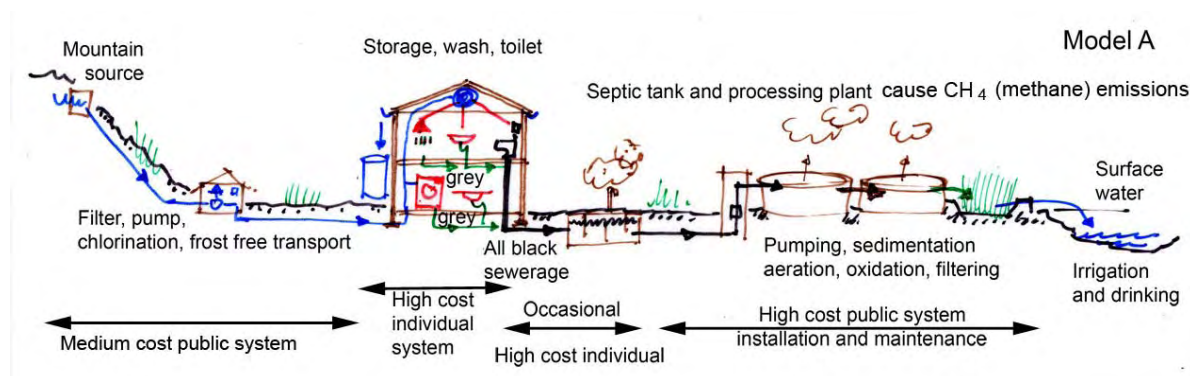 Model A
Mountain
source
Storage, wash, toilet
Septic tank and processing plant cause CH4 (methane) emissions
grey
grey
Filter, pump,
chlorination, frost free transport
All black
sewerage
Pumping, sedimentation
aeration, oxidation, filtering
Surface
water
Irrigation
and drinking
Medium cost public system
High cost
individual
system
Occasional
High cost individual
High cost public system
installation and maintenance